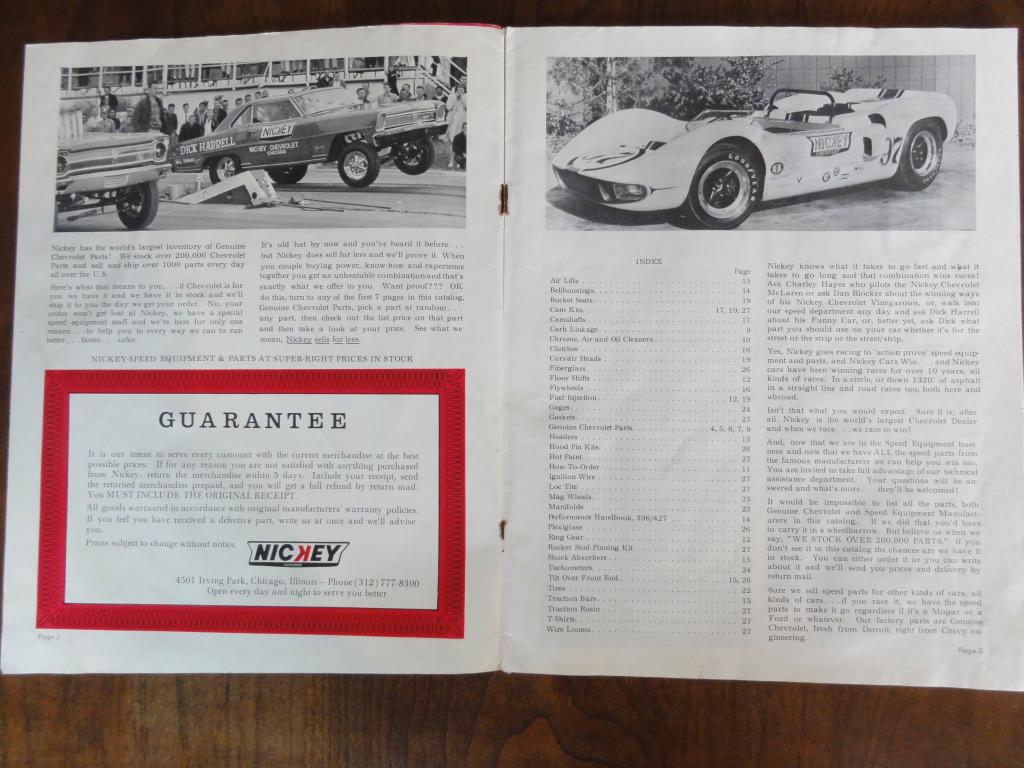 DICK HARRELL
NICKEY
NICKEY CHEVROLET
CHICAGO
Nickey has the world's largest inventory of Genuine
Chevrolet Parts! We stock over 200,000 Chevrolet
Parts and sell and ship over 1000 parts every day
all over the U.S.
Here's what that means to you. . .if Chevrolet is for
you we have it and we have it in stock and we'll
ship it to you the day we get your order. No, your
order won't get lost at Nickey, we have a special
speed equipment staff and we're here for only one
reason. . .to help you in every way we can to run
better. . .faster. . .safer.
It's old hat by now and you've heard it before. . .
but Nickey does sell for less and we'll prove it. When
you couple buying power, know-how and experience
together you get an unbeatable combination and that's
exactly what we offer to you. Want proof??? OK
do this, turn to any of the first 7 pages in this catalog,
Genuine Chevrolet Parts, pick a part at random. . .
any part, then check out the list price on that part
and then take a look at your price. See what we
mean, Nickey sells for less.
NICKEY-SPEED EQUIPMENT & PARTS AT SUPER-RIGHT PRICES IN STOCK
GUARANTEE
It is our intent to serve every customer with the correct merchandise at the best
possible prices. If for any reason you are not satisfied with anything purchased
from Nickey, return the merchandise within 5 days. Include your receipt, send
the returned merchandise prepaid, and you will get a full refund by return mail.
You MUST INCLUDE THE ORIGINAL RECEIPT.
All goods warranted in accordance with original manufacturers' warranty policies.
If you feel you have received a defective part, write us at once and we'll advise
you.
Prices subject to change without notice.
NICKEY
CHICAGO
4501 Irving Park, Chicago, Illinois — Phone (312) 777-8300
Open every day and night to serve you better
Page 2
NICKEY
CHEVROLET
GOODYEAR
97
INDEX
Page
Air Lifts 15
Bellhousings 14
Bucket Seats 19
Cam Kits 17, 19, 27
Camshafts 17
Carb Linkage 9
Chrome, Air and Oil Cleaners 10
Clutches 16
Corvair Heads 19
Fiberglass 26
Floor Shifts 12
Flywheels 16
Fuel Injection 12, 19
Gages 24
Gaskets 27
Genuine Chevrolet Parts 4, 5, 6, 7, 8
Headers 13
Hood Pin Kits 26
Hot Paint 27
How-To-Order 11
Ignition Wire 27
Loc Tite 27
Mag Wheels 25
Manifolds 23
Performance Handbook, 396/427 14
Plexiglass 26
Ring Gear 12
Rocker Stud Pinning Kit 27
Shock Absorbers 15
Tachometers 24
Tilt Over Front End 15, 26
Tires 22
Traction Bars 15
Traction Rosin 27
T-Shirts 27
Wire Looms 27
Nickey knows what it takes to go fast and what it
takes to go long and that combination wins races!
Ask Charley Hayes who pilots the Nickey Chevrolet
McLaren or ask Dan Blocker about the winning ways
of his Nickey Chevrolet Vinegaroon, or, walk into
our speed department any day and ask Dick Harrell
about his Funny Car, or, better yet, ask Dick what
part you should use on your car whether it's for the
street or the strip or the street/strip.
Yes, Nickey goes racing to 'action prove' speed equip-
ment and parts, and Nickey Cars Win. . .and Nickey
cars have been winning races for over 10 years, all
kinds of races. In a circle, or down 1320' of asphalt
in a straight line and road races too, both here and
abroad.
Isn't that what you would expect. Sure it is, after
all, Nickey is the world's largest Chevrolet Dealer
and when we race. . .we race to win!
And, now that we are in the Speed Equipment busi-
ness and now that we have ALL the speed parts from
the famous manufacturers we can help you win too.
You are invited to take full advantage of our technical
assistance department. Your questions will be an-
swered and what's more. . .they'll be welcomed!
It would be impossible to list all the parts, both
Genuine Chevrolet and Speed Equipment Manufact-
urers in this catalog. If we did that you'd have
to carry it in a wheelbarrow. But believe us when we
say, "WE STOCK OVER 200,000 PARTS." If you
don't see it in this catalog the chances are we have it
in stock. You can either order it or you can write
about it and we'll send you prices and delivery by
return mail.
Sure we sell speed parts for other kinds of cars, all
kinds of cars. . .if you race it, we have the speed
parts to make it go regardless if it's a Mopar or a
Ford or whatever. Our factory parts are Genuine
Chevrolet, fresh from Detroit, right from Chevy en-
gineering.
Page 3